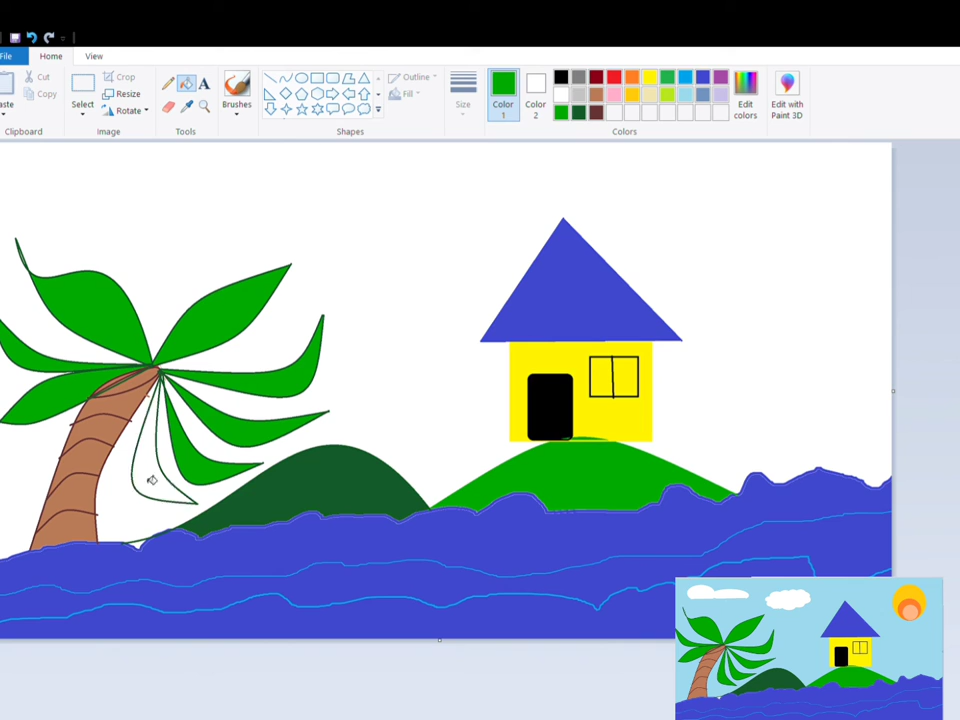 File Home View
Cut
Copy
aste
Clipboard
Select
Crop
Resize
Rotate
Image
A
Tools
Brushes
Outline
Fill
Shapes
Size
Color
1
Color
2
Edit
colors
Colors
Edit with
Paint 3D